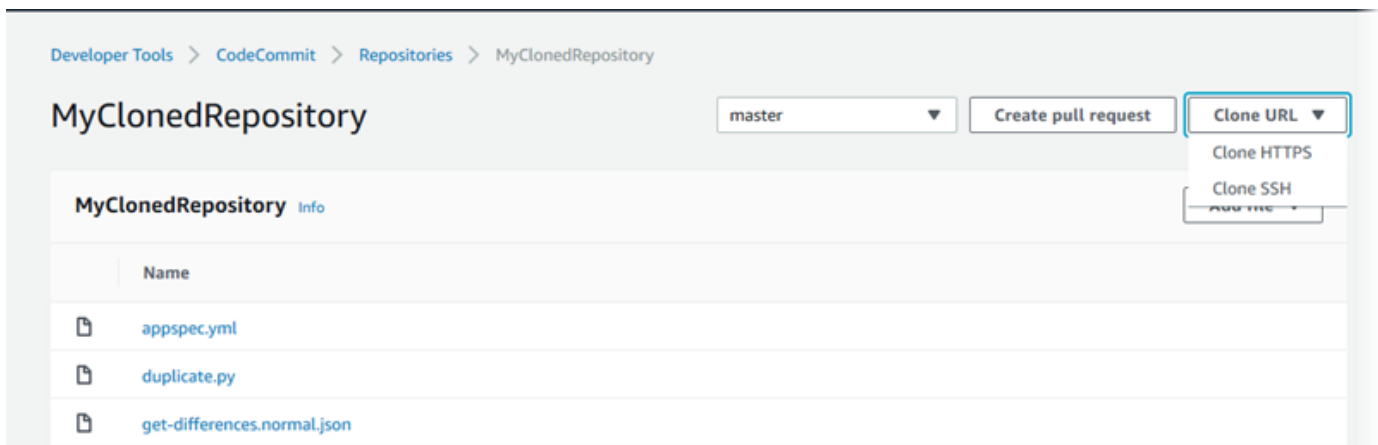 Developer Tools > CodeCommit > Repositories > MyClonedRepository
MyClonedRepository
master
Create pull request
Clone URL
Clone HTTPS
Clone SSH
MyClonedRepository Info
Name
appspec.yml
duplicate.py
get-differences.normal.json